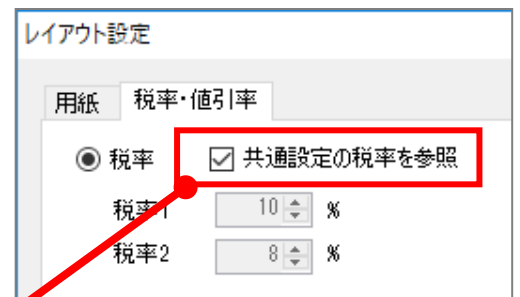 レイアウト設定
用紙 税率・値引率
税率 共通設定の税率を参照
税率1 10 %
税率2 8 %